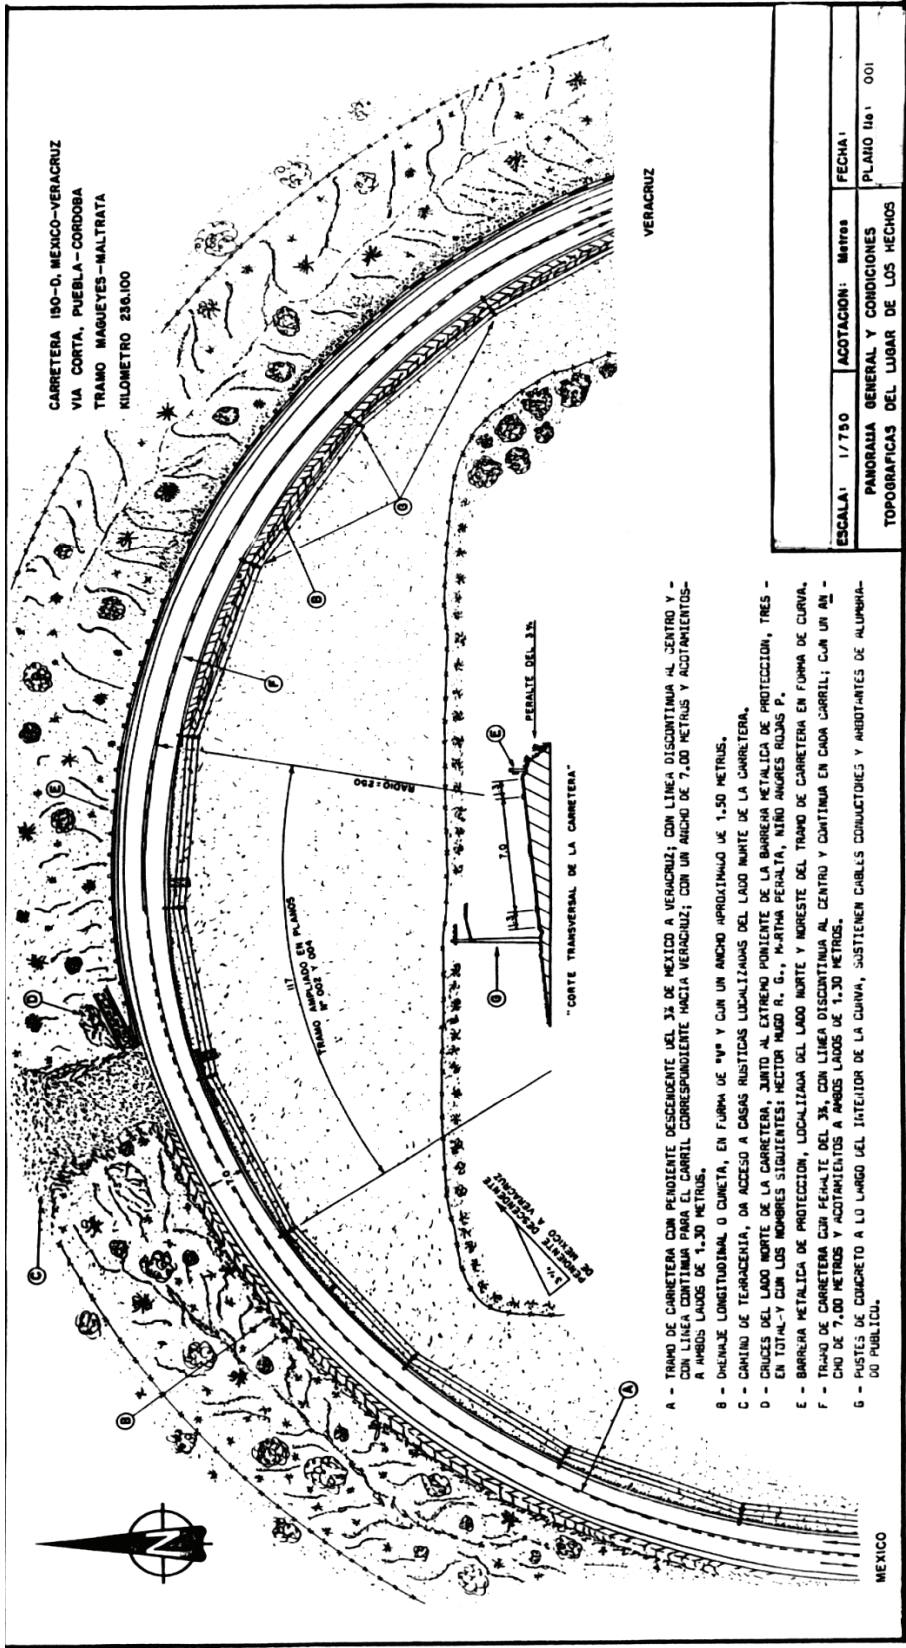 CARRETERA 150-D, MEXICO-VERACRUZ
VIA CORTA, PUEBLA-CORDOBA
TRAMO MAGUEYES-MALTRATA
KILOMETRO 236.100
N
C
D
E
B
F
B
G
A
7.0
RADIO=250
TRAMO AMPLIADO EN PLANOS
Nº 003 Y 004
3%
PENDIENTE DESCENDENTE
DE MEXICO A VERACRUZ
G
E
1.3
7.0
1.3
PERALTE DEL 3%
"CORTE TRANSVERSAL DE LA CARRETERA"
MEXICO
VERACRUZ
A - TRAMO DE CARRETERA CON PENDIENTE DESCENDENTE DEL 3% DE MEXICO A VERACRUZ; CON LINEA DISCONTINUA AL CENTRO Y -
CON LINEA CONTINUA PARA EL CARRIL CORRESPONDIENTE HACIA VERACRUZ; CON UN ANCHO DE 7.00 METROS Y ACOTAMIENTOS-
A AMBOS LADOS DE 1.30 METROS.
B - DRENAJE LONGITUDINAL O CUNETA, EN FORMA DE "V" Y CON UN ANCHO APROXIMADO DE 1.50 METROS.
C - CAMINO DE TERRACERIA, DA ACCESO A CASAS RUSTICAS LOCALIZADAS DEL LADO NORTE DE LA CARRETERA.
D - CRUCES DEL LADO NORTE DE LA CARRETERA, JUNTO AL EXTREMO PONIENTE DE LA BARRERA METALICA DE PROTECCION, TRES -
EN TOTAL-Y CON LOS NOMBRES SIGUIENTES: HECTOR HUGO R. G., MARTHA PERALTA, NIÑO ANGRES ROJAS P.
E - BARRERA METALICA DE PROTECCION, LOCALIZADA DEL LADO NORTE Y NORESTE DEL TRAMO DE CARRETERA EN FORMA DE CURVA.
F - TRAMO DE CARRETERA CON PERALTE DEL 3%, CON LINEA DISCONTINUA AL CENTRO Y CONTINUA EN CADA CARRIL; CON UN AN -
CHO DE 7.00 METROS Y ACOTAMIENTOS A AMBOS LADOS DE 1.30 METROS.
G - POSTES DE CONCRETO A LO LARGO DEL INTERIOR DE LA CURVA, SOSTIENEN CABLES CONDUCTORES Y ARBOTANTES DE ALUMBRA-
DO PUBLICO.
ESCALA: 1/750
ACOTACION: Metros
FECHA:
PANORAMA GENERAL Y CONDICIONES
TOPOGRAFICAS DEL LUGAR DE LOS HECHOS
PLANO No: 001